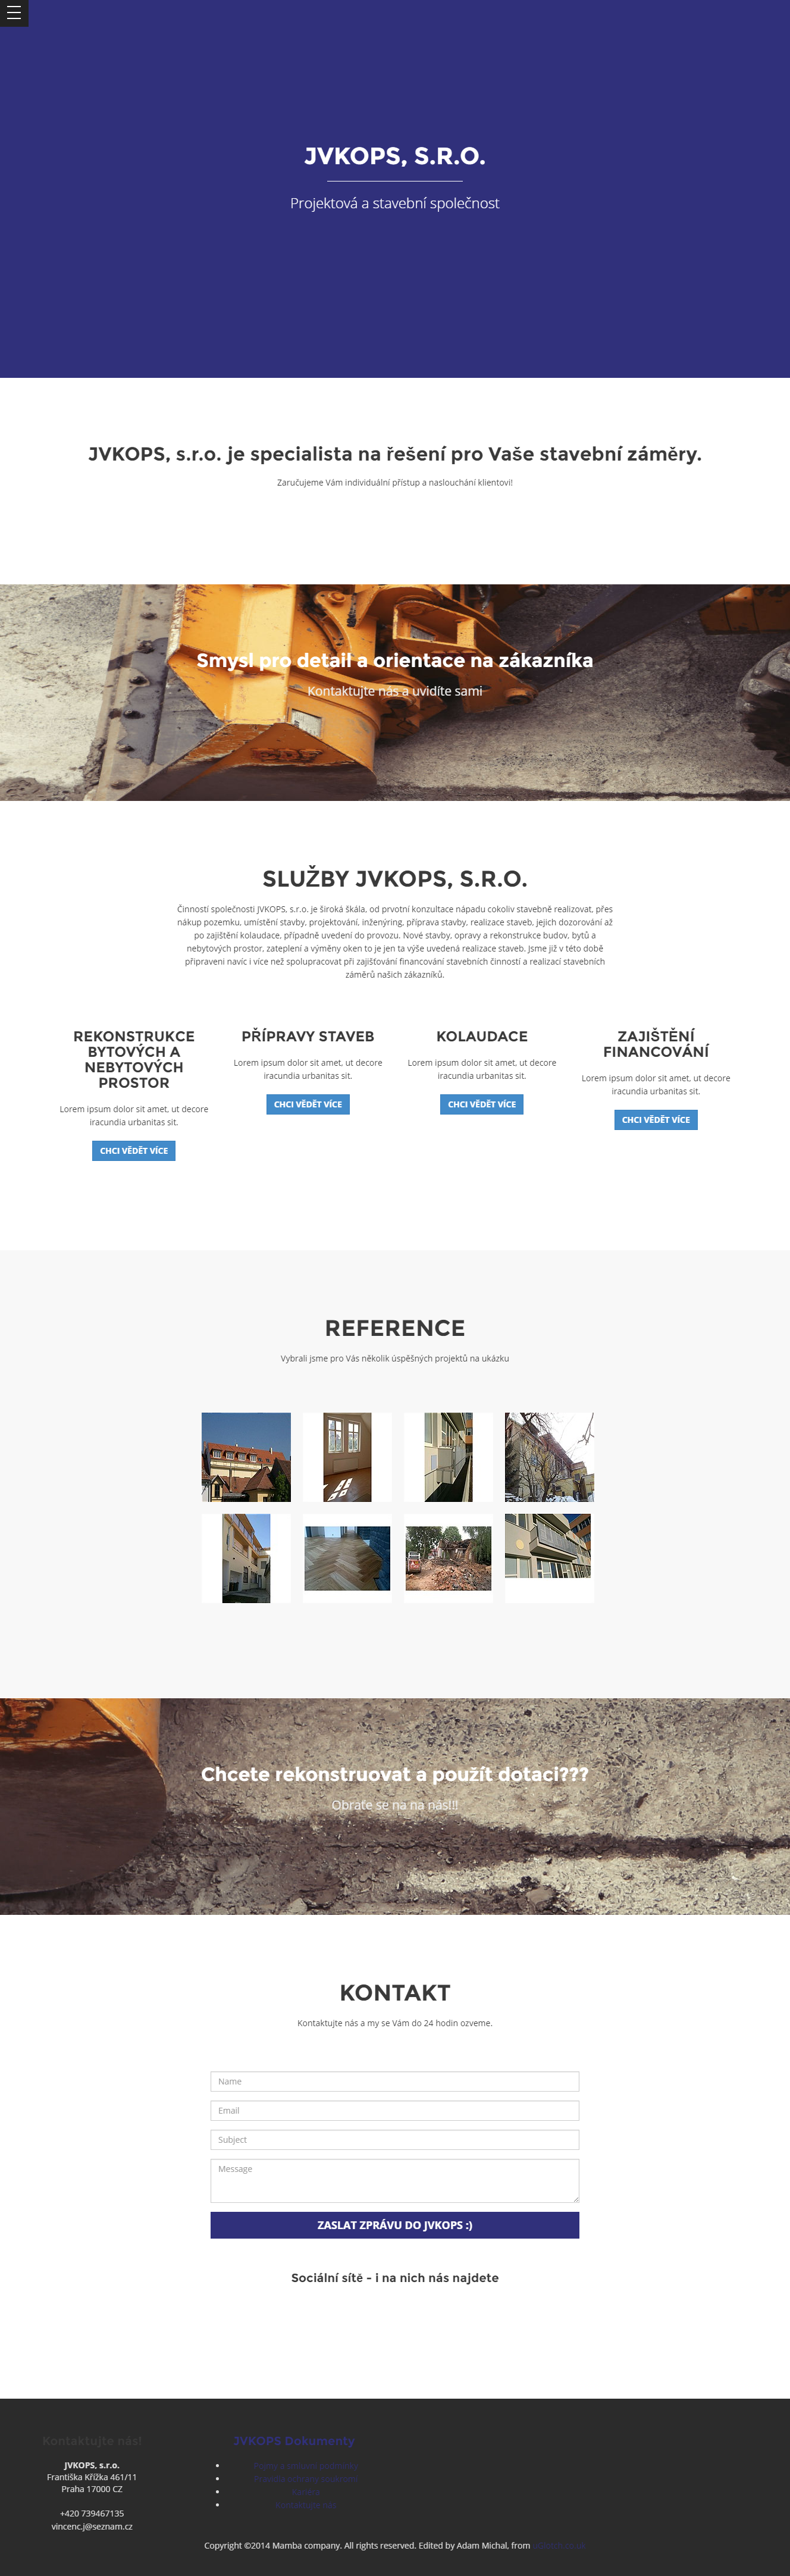 JVKOPS, S.R.O.
Projektová a stavební společnost
JVKOPS, s.r.o. je specialista na řešení pro Vaše stavební záměry.
Zaručujeme Vám individuální přístup a naslouchání klientovi!
Smysl pro detail a orientace na zákazníka
Kontaktujte nás a uvidíte sami
SLUŽBY JVKOPS, S.R.O.
Činností společnosti JVKOPS, s.r.o. je široká škála, od prvotní konzultace nápadu cokoliv stavebně realizovat, přes
nákup pozemku, umístění stavby, projektování, inženýring, příprava stavby, realizace staveb, jejich dozorování až
po zajištění kolaudace, případně uvedení do provozu. Nové stavby, opravy a rekonstrukce budov, bytů a
nebytových prostor, zateplení a výměny oken to je jen ta výše uvedená realizace staveb. Jsme již v této době
připraveni navíc i více než spolupracovat při zajišťování financování stavebních činností a realizací stavebních
záměrů našich zákazníků.
REKONSTRUKCE
BYTOVÝCH A
NEBYTOVÝCH
PROSTOR
Lorem ipsum dolor sit amet, ut decore
iracundia urbanitas sit.
CHCI VĚDĚT VÍCE
PŘÍPRAVY STAVEB
Lorem ipsum dolor sit amet, ut decore
iracundia urbanitas sit.
CHCI VĚDĚT VÍCE
KOLAUDACE
Lorem ipsum dolor sit amet, ut decore
iracundia urbanitas sit.
CHCI VĚDĚT VÍCE
ZAJIŠTĚNÍ
FINANCOVÁNÍ
Lorem ipsum dolor sit amet, ut decore
iracundia urbanitas sit.
CHCI VĚDĚT VÍCE
REFERENCE
Vybrali jsme pro Vás několik úspěšných projektů na ukázku
Chcete rekonstruovat a použít dotaci???
Obraťe se na na nás!!!
KONTAKT
Kontaktujte nás a my se Vám do 24 hodin ozveme.
Name
Email
Subject
Message
ZASLAT ZPRÁVU DO JVKOPS :)
Sociální sítě - i na nich nás najdete
Kontaktujte nás!
JVKOPS, s.r.o.
Františka Křížka 461/11
Praha 17000 CZ
+420 739467135
vincenc.j@seznam.cz
JVKOPS Dokumenty
Copyright ©2014 Mamba company. All rights reserved. Edited by Adam Michal, from